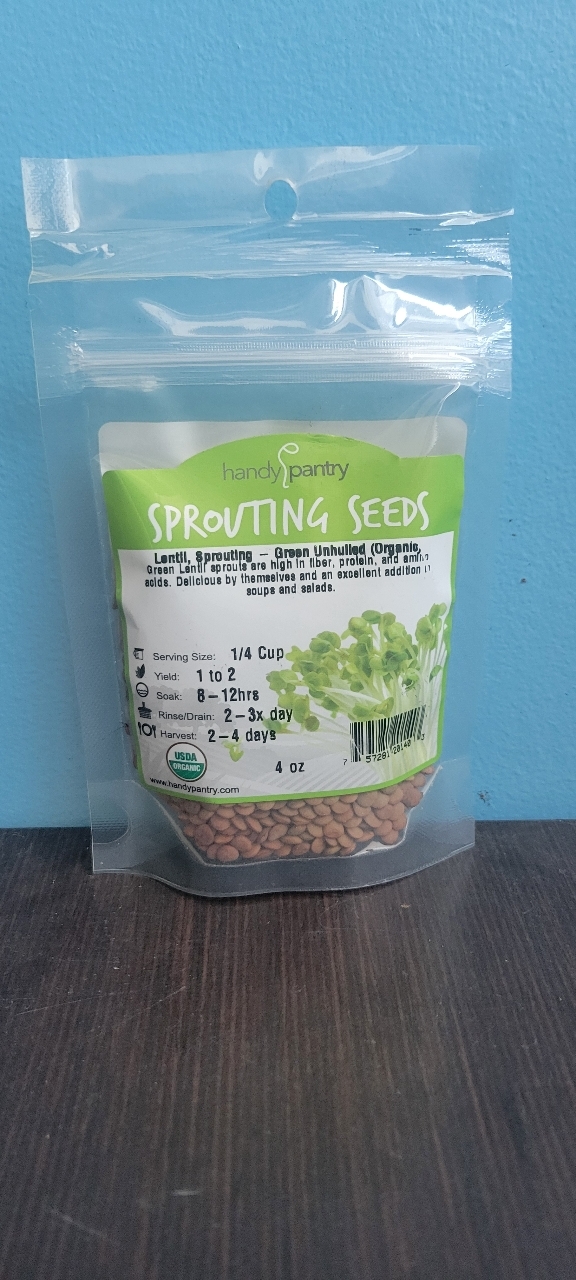 handy pantry
SPROUTING SEEDS
Lentil, Sprouting – Green Unhulled (Organic,
Green Lentil sprouts are high in fiber, protein, and amino
acids. Delicious by themselves and an excellent addition
soups and salads.
Serving Size: 1/4 Cup
Yield: 1 to 2
Soak: 8–12hrs
Rinse/Drain: 2–3x day
Harvest: 2–4 days
USDA
ORGANIC
4 oz
www.handypantry.com